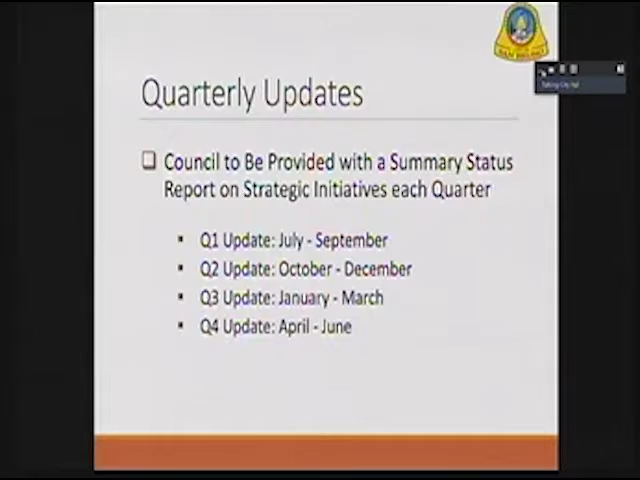 Quarterly Updates
❑ Council to Be Provided with a Summary Status
Report on Strategic Initiatives each Quarter
▪ Q1 Update: July - September
▪ Q2 Update: October - December
▪ Q3 Update: January - March
▪ Q4 Update: April - June